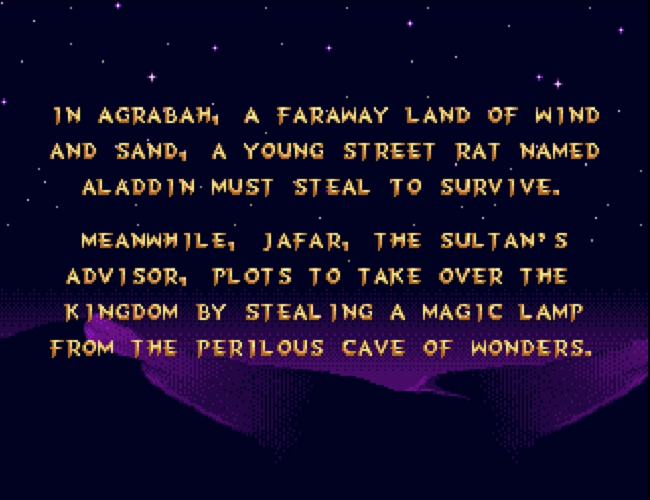 IN AGRABAH, A FARAWAY LAND OF WIND
AND SAND, A YOUNG STREET RAT NAMED
ALADDIN MUST STEAL TO SURVIVE.
MEANWHILE, JAFAR, THE SULTAN'S
ADVISOR, PLOTS TO TAKE OVER THE
KINGDOM BY STEALING A MAGIC LAMP
FROM THE PERILOUS CAVE OF WONDERS.